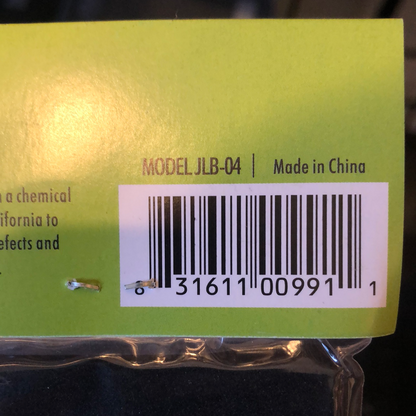 MODEL JLB-04 | Made in China
a chemical
ifornia to
efects and
8 31611 00991 1